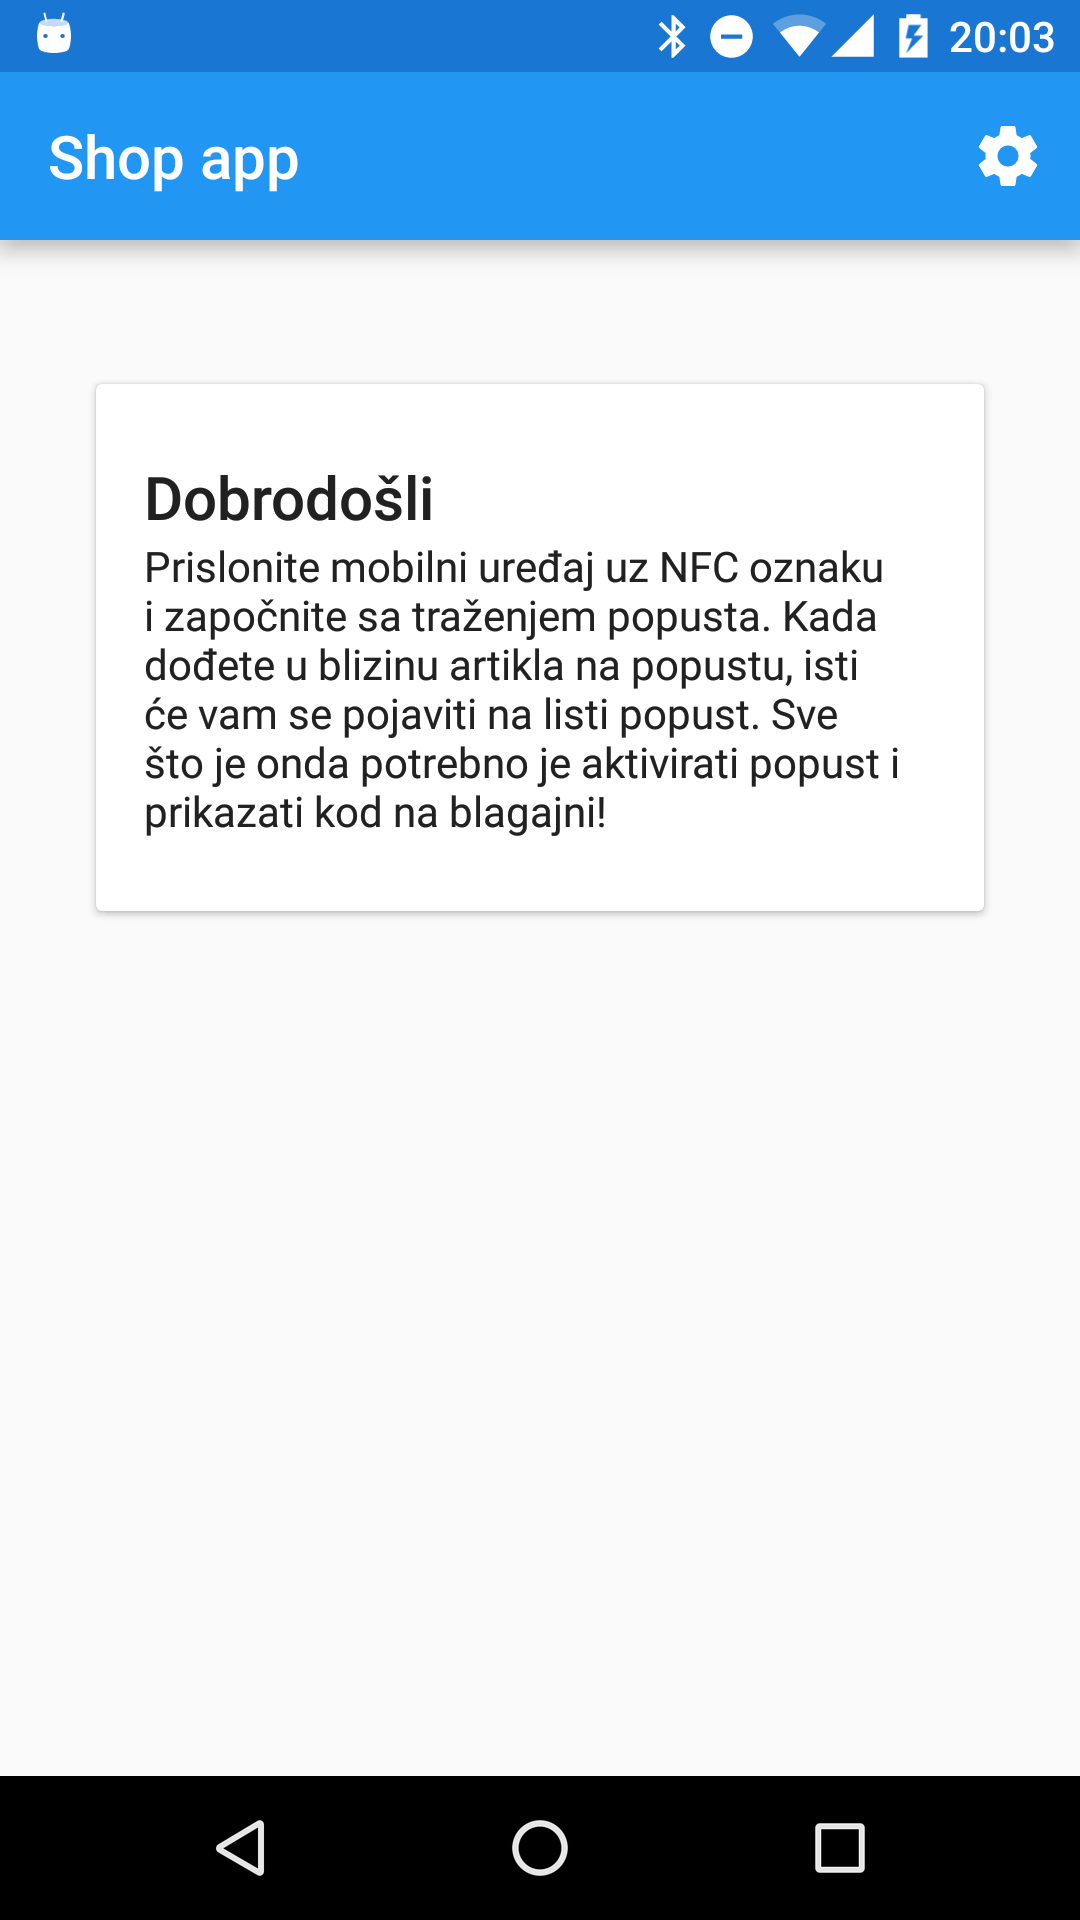 20:03
Shop app
Dobrodošli
Prislonite mobilni uređaj uz NFC oznaku
i započnite sa traženjem popusta. Kada
dođete u blizinu artikla na popustu, isti
će vam se pojaviti na listi popust. Sve
što je onda potrebno je aktivirati popust i
prikazati kod na blagajni!